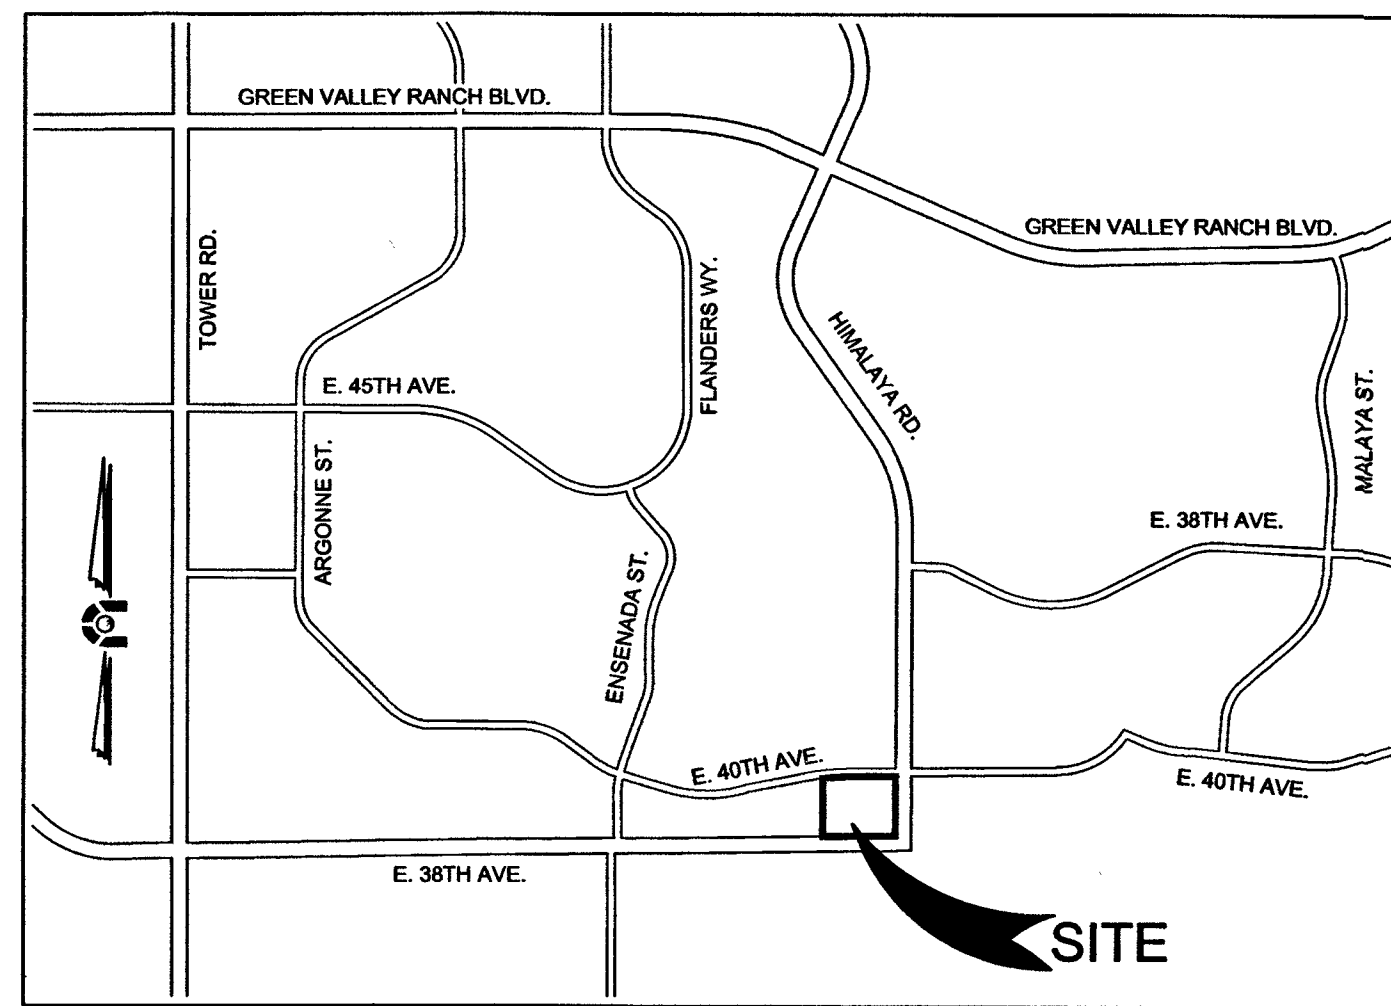 GREEN VALLEY RANCH BLVD.
GREEN VALLEY RANCH BLVD.
TOWER RD.
FLANDERS WY.
HIMALAYA RD.
E. 45TH AVE.
MALAYA ST.
ARGONNE ST.
E. 38TH AVE.
ENSENADA ST.
E. 40TH AVE.
E. 40TH AVE.
E. 38TH AVE.
SITE